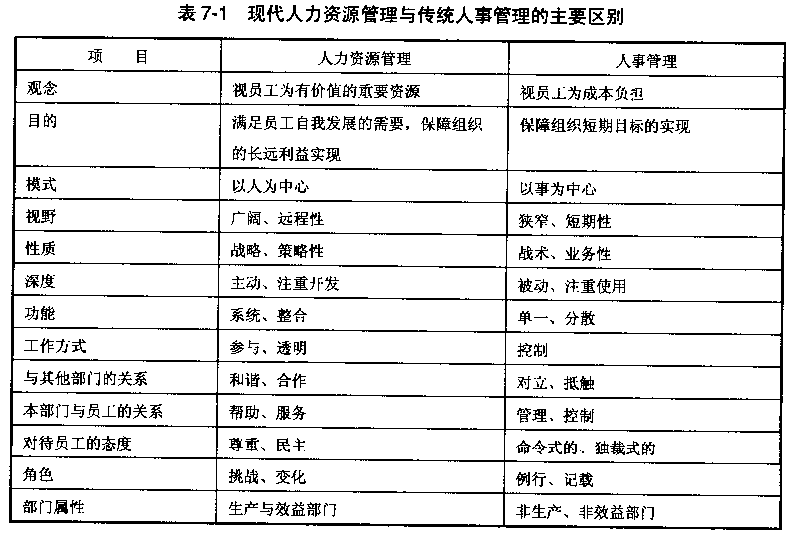 表7-1 现代人力资源管理与传统人事管理的主要区别
项 目 人力资源管理 人事管理
观念 视员工为有价值的重要资源 视员工为成本负担
目的 满足员工自我发展的需要，保障组织 保障组织短期目标的实现
的长远利益实现
模式 以人为中心 以事为中心
视野 广阔、远程性 狭窄、短期性
性质 战略、策略性 战术、业务性
深度 主动、注重开发 被动、注重使用
功能 系统、整合 单一、分散
工作方式 参与、透明 控制
与其他部门的关系 和谐、合作 对立、抵触
本部门与员工的关系 帮助、服务 管理、控制
对待员工的态度 尊重、民主 命令式的、独裁式的
角色 挑战、变化 例行、记载
部门属性 生产与效益部门 非生产、非效益部门